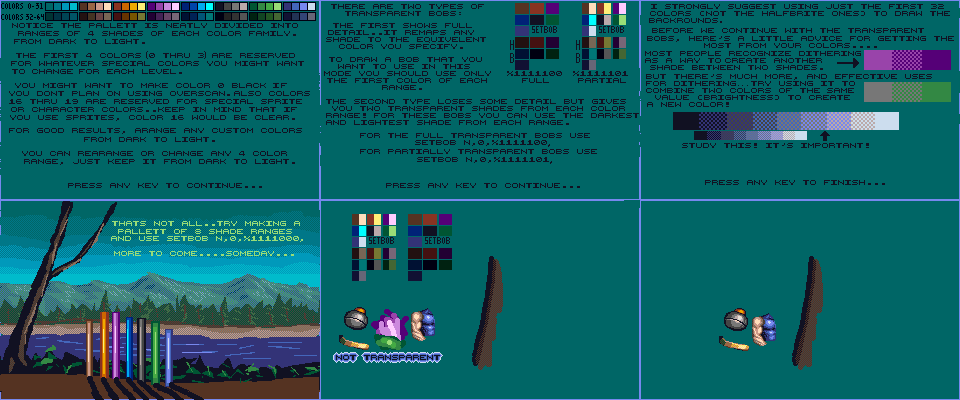 COLORS 0-31
COLORS 32-64
NOTICE THE PALLETT IS NEATLY DIVIDED INTO
RANGES OF 4 SHADES OF EACH COLOR FAMILY.
FROM DARK TO LIGHT.
THE FIRST 4 COLORS(0 THRU 3)ARE RESERVED
FOR WHATEVER SPECIAL COLORS YOU MIGHT WANT
TO CHANGE FOR EACH LEVEL.
YOU MIGHT WANT TO MAKE COLOR 0 BLACK IF
YOU DONT PLAN ON USING OVERSCAN.ALSO COLORS
16 THRU 19 ARE RESERVED FOR SPECIAL SPRITE
OR CHARACTER COLORS...KEEP IN MIND THAT IF
YOU USE SPRITES, COLOR 16 WOULD BE CLEAR.
FOR GOOD RESULTS, ARANGE ANY CUSTOM COLORS
FROM DARK TO LIGHT.
YOU CAN REARANGE OR CHANGE ANY 4 COLOR
RANGE, JUST KEEP IT FROM DARK TO LIGHT.
PRESS ANY KEY TO CONTINUE...
THERE ARE TWO TYPES OF
TRANSPARENT BOBS:
THE FIRST SHOWS FULL
DETAIL...IT REMAPS ANY
SHADE TO THE EQUIVELENT
COLOR YOU SPECIFY.
TO DRAW A BOB THAT YOU
WANT TO USE IN THIS
MODE YOU SHOULD USE ONLY
THE FIRST COLOR OF EACH
RANGE.
H
B
H
B
%1111100
FULL
%1111101
PARTIAL
THE SECOND TYPE LOSES SOME DETAIL BUT GIVES
YOU TWO TRANSPARENT SHADES FROM EACH COLOR
RANGE!! FOR THESE BOBS YOU CAN USE THE DARKEST
AND LIGHTEST SHADE FROM EACH RANGE.
FOR THE FULL TRANSPARENT BOBS USE
SETBOB N,0,%1111100,
FOR PARTIALLY TRANSPARENT BOBS USE
SETBOB N,0,%1111101,
PRESS ANY KEY TO CONTINUE...
I STRONGLY SUGGEST USING JUST THE FIRST 32
COLORS (NOT THE HALFBRITE ONES) TO DRAW THE
BACKROUNDS.
BEFORE WE CONTINUE WITH THE TRANSPARENT
BOBS, HERE'S A LITTLE ADVICE FOR GETTING THE
MOST FROM YOUR COLORS....
MOST PEOPLE RECOGNIZE DITHERING
AS A WAY TO CREATE ANOTHER
SHADE BETWEEN TWO SHADES.
BUT THERE'S MUCH MORE, AND EFFECTIVE USES
FOR DITHERING. TRY USING IT TO
COMBINE TWO COLORS OF THE SAME
VALUE (BRIGHTNESS) TO CREATE
A NEW COLOR!
STUDY THIS! IT'S IMPORTANT!
PRESS ANY KEY TO FINISH...
THATS NOT ALL..TRY MAKING A
PALLETT OF 8 SHADE RANGES
AND USE SETBOB N,0,%1111000,
MORE TO COME....SOMEDAY...
SETBOB
SETBOB
NOT TRANSPARENT